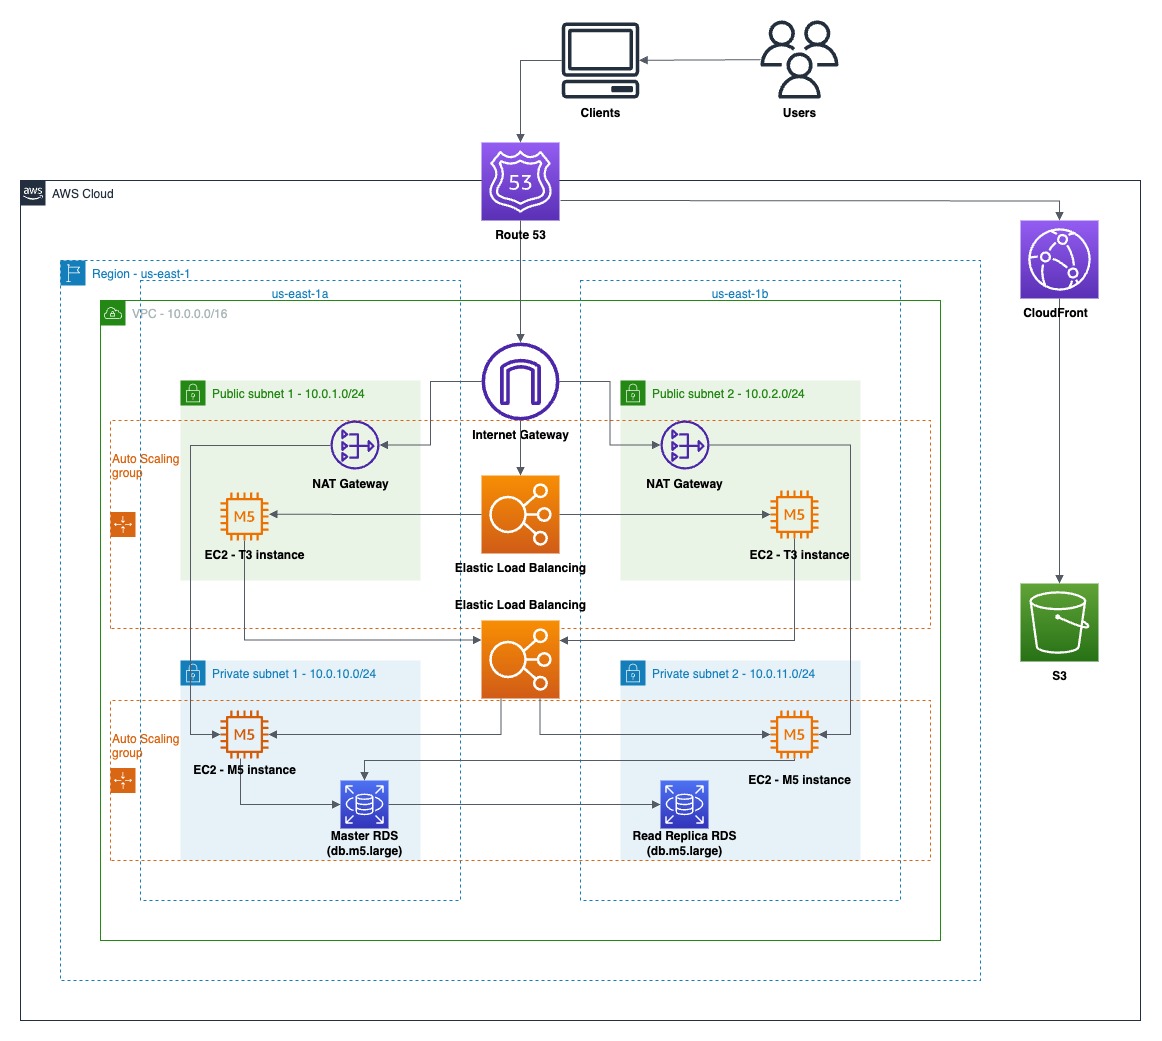 Clients
Users
53
aws
AWS Cloud
Route 53
Region - us-east-1
us-east-1a
us-east-1b
CloudFront
VPC - 10.0.0.0/16
Public subnet 1 - 10.0.1.0/24
Public subnet 2 - 10.0.2.0/24
Internet Gateway
Auto Scaling
group
NAT Gateway
NAT Gateway
M5
M5
EC2 - T3 instance
EC2 - T3 instance
Elastic Load Balancing
Elastic Load Balancing
Private subnet 1 - 10.0.10.0/24
Private subnet 2 - 10.0.11.0/24
S3
Auto Scaling
group
M5
M5
EC2 - M5 instance
EC2 - M5 instance
Master RDS
(db.m5.large)
Read Replica RDS
(db.m5.large)